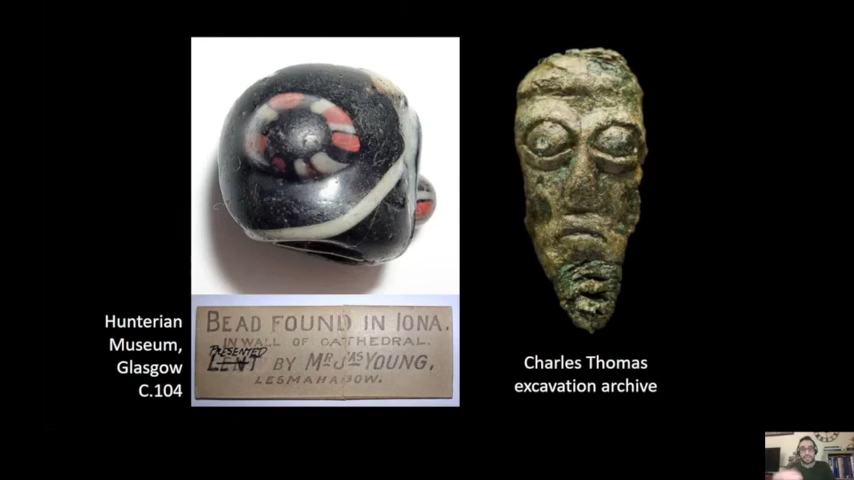 Hunterian
Museum,
Glasgow
C.104
BEAD FOUND IN IONA.
IN WALL OF CATHEDRAL.
PRESENTED
LENT BY MR JAS YOUNG,
LESMAHAGOW.
Charles Thomas
excavation archive